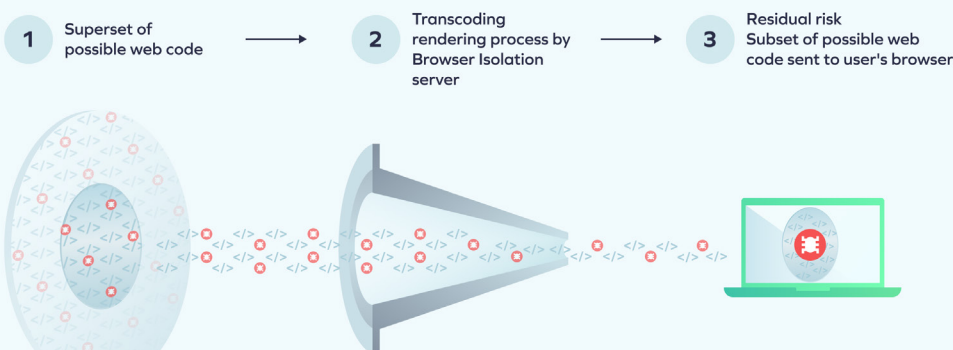 1
Superset of
possible web code
2
Transcoding
rendering process by
Browser Isolation
server
3
Residual risk
Subset of possible web
code sent to user's browser